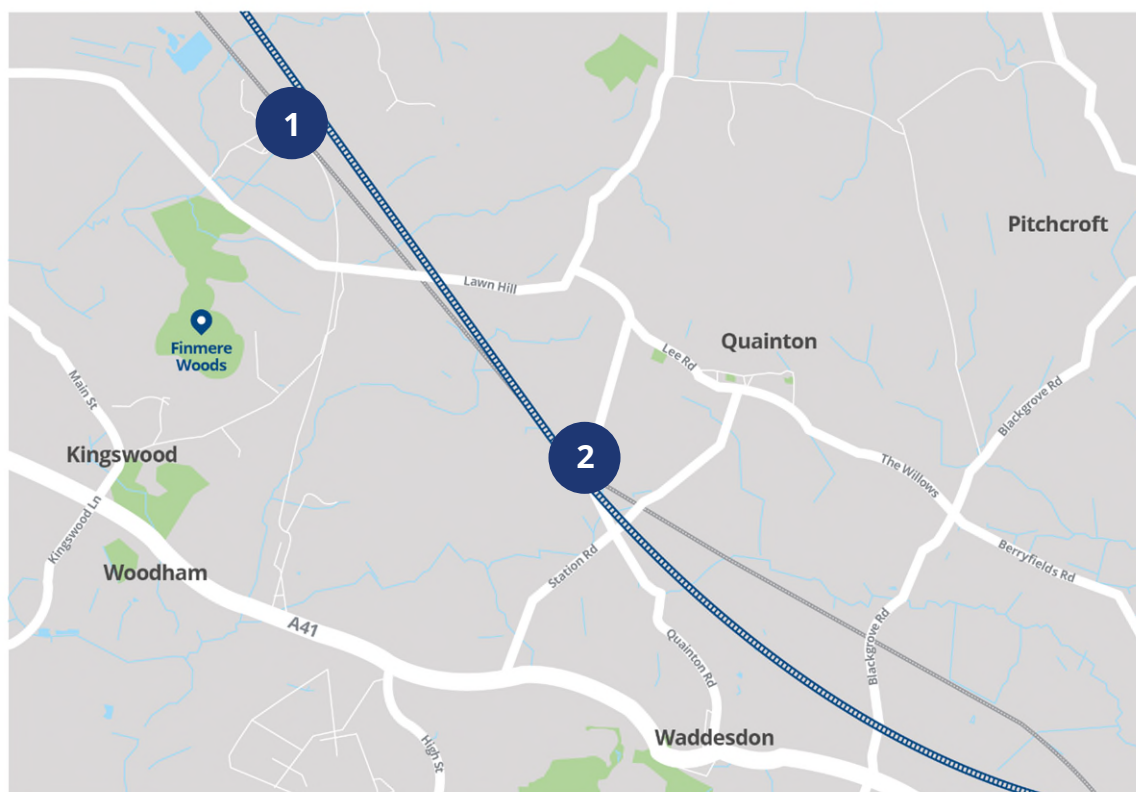 1
Pitchcroft
Lawn Hill
Finmere
Woods
Quainton
Lee Rd
Main St
Blackgrove Rd
Kingswood
2
The Willows
Kingswood Ln
Woodham
Station Rd
Berryfields Rd
A41
Quainton Rd
Blackgrove Rd
Waddesdon
High St